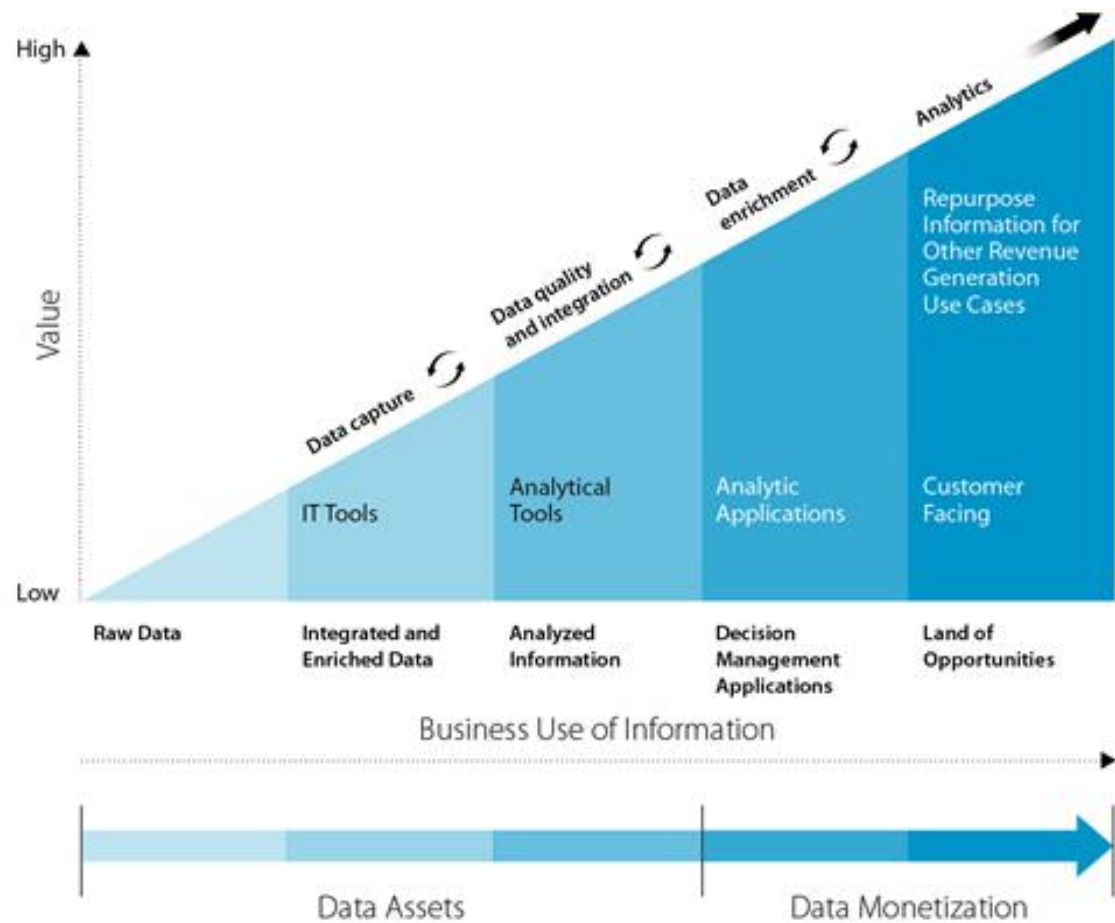 High
Analytics
Repurpose
Information for
Other Revenue
Generation
Use Cases
Data
enrichment
Data quality
and integration
Value
Data capture
IT Tools
Analytical
Tools
Analytic
Applications
Customer
Facing
Low
Raw Data
Integrated and
Enriched Data
Analyzed
Information
Decision
Management
Applications
Land of
Opportunities
Business Use of Information
Data Assets
Data Monetization